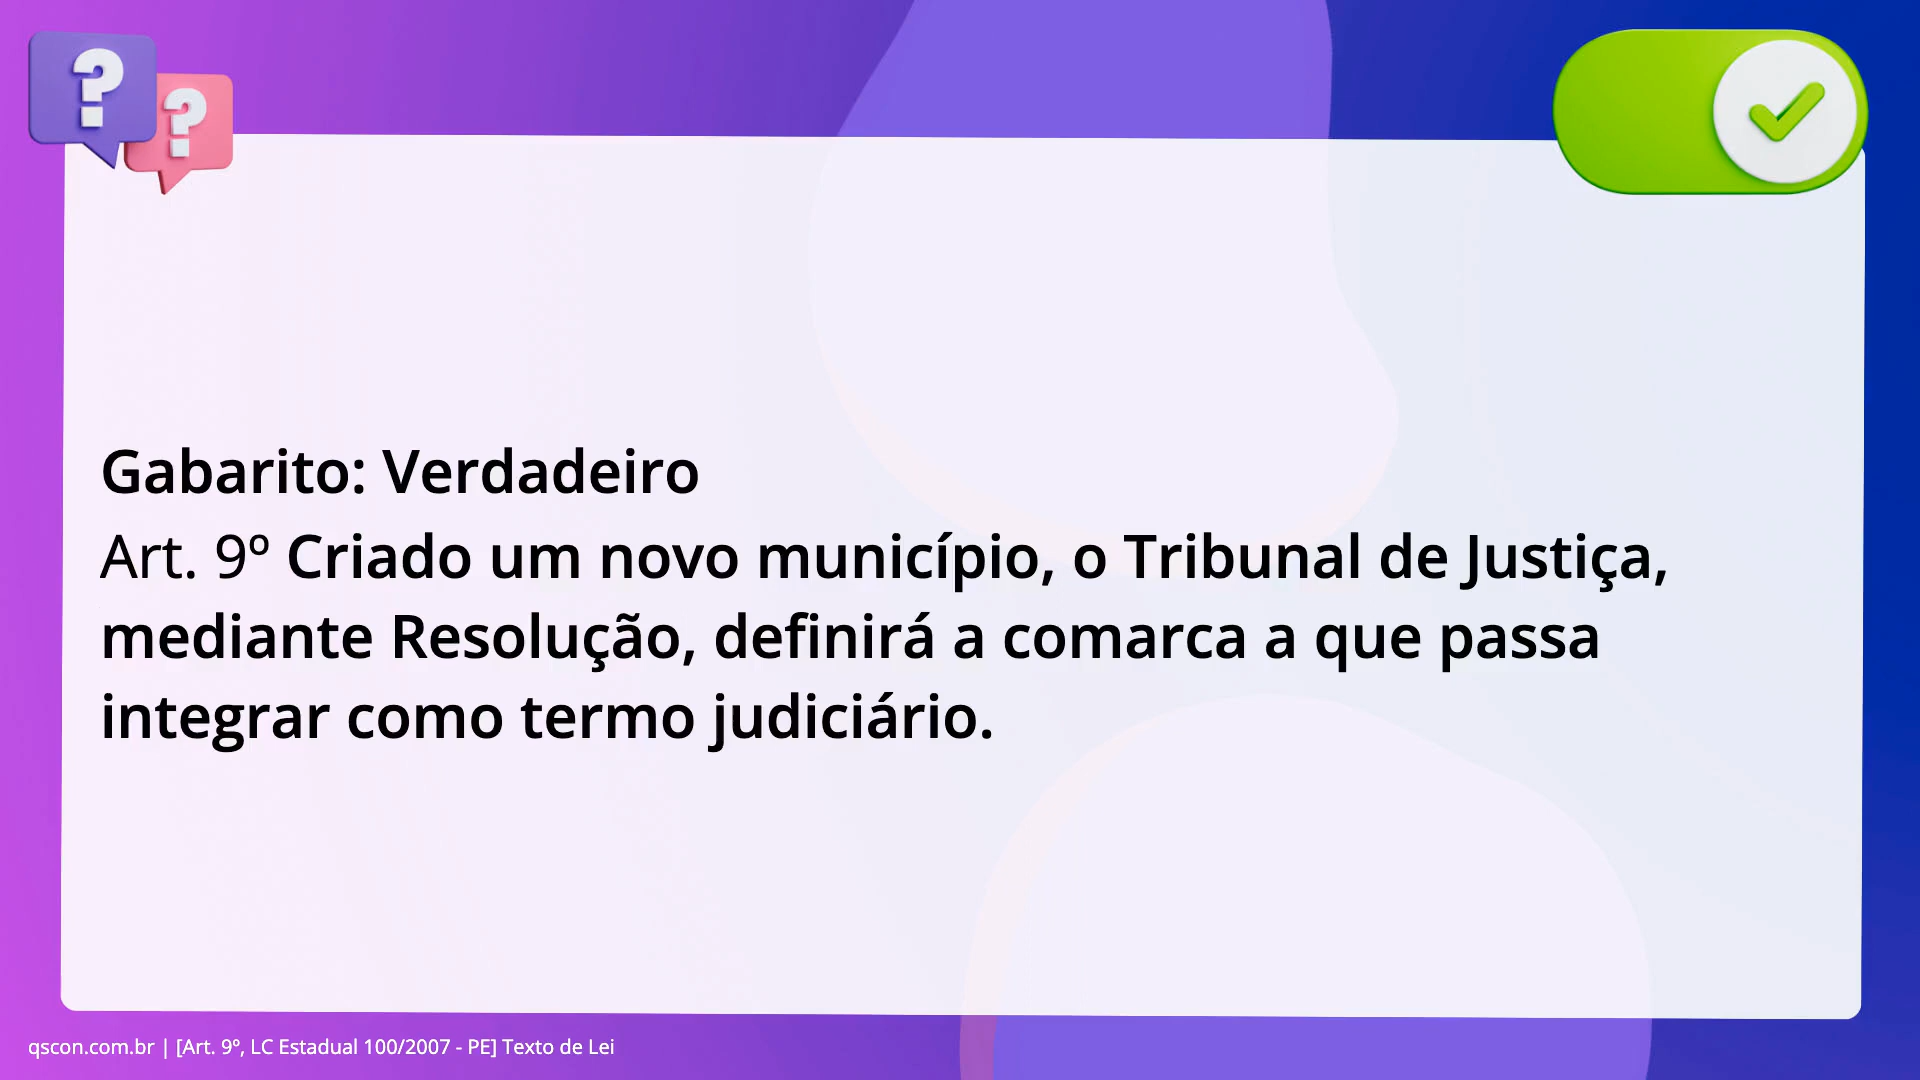 Gabarito: Verdadeiro
Art. 9º Criado um novo município, o Tribunal de Justiça,
mediante Resolução, definirá a comarca a que passa
integrar como termo judiciário.
qscon.com.br | [Art. 9º, LC Estadual 100/2007 - PE] Texto de Lei